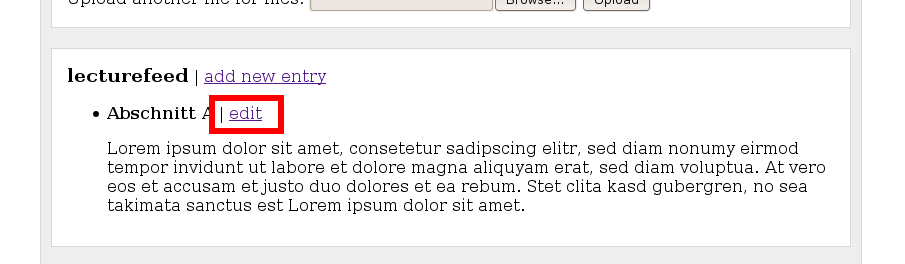 Upload another file for files: Browse... Upload
lecturefeed | add new entry
• Abschnitt A | edit
Lorem ipsum dolor sit amet, consetetur sadipscing elitr, sed diam nonumy eirmod
tempor invidunt ut labore et dolore magna aliquyam erat, sed diam voluptua. At vero
eos et accusam et justo duo dolores et ea rebum. Stet clita kasd gubergren, no sea
takimata sanctus est Lorem ipsum dolor sit amet.